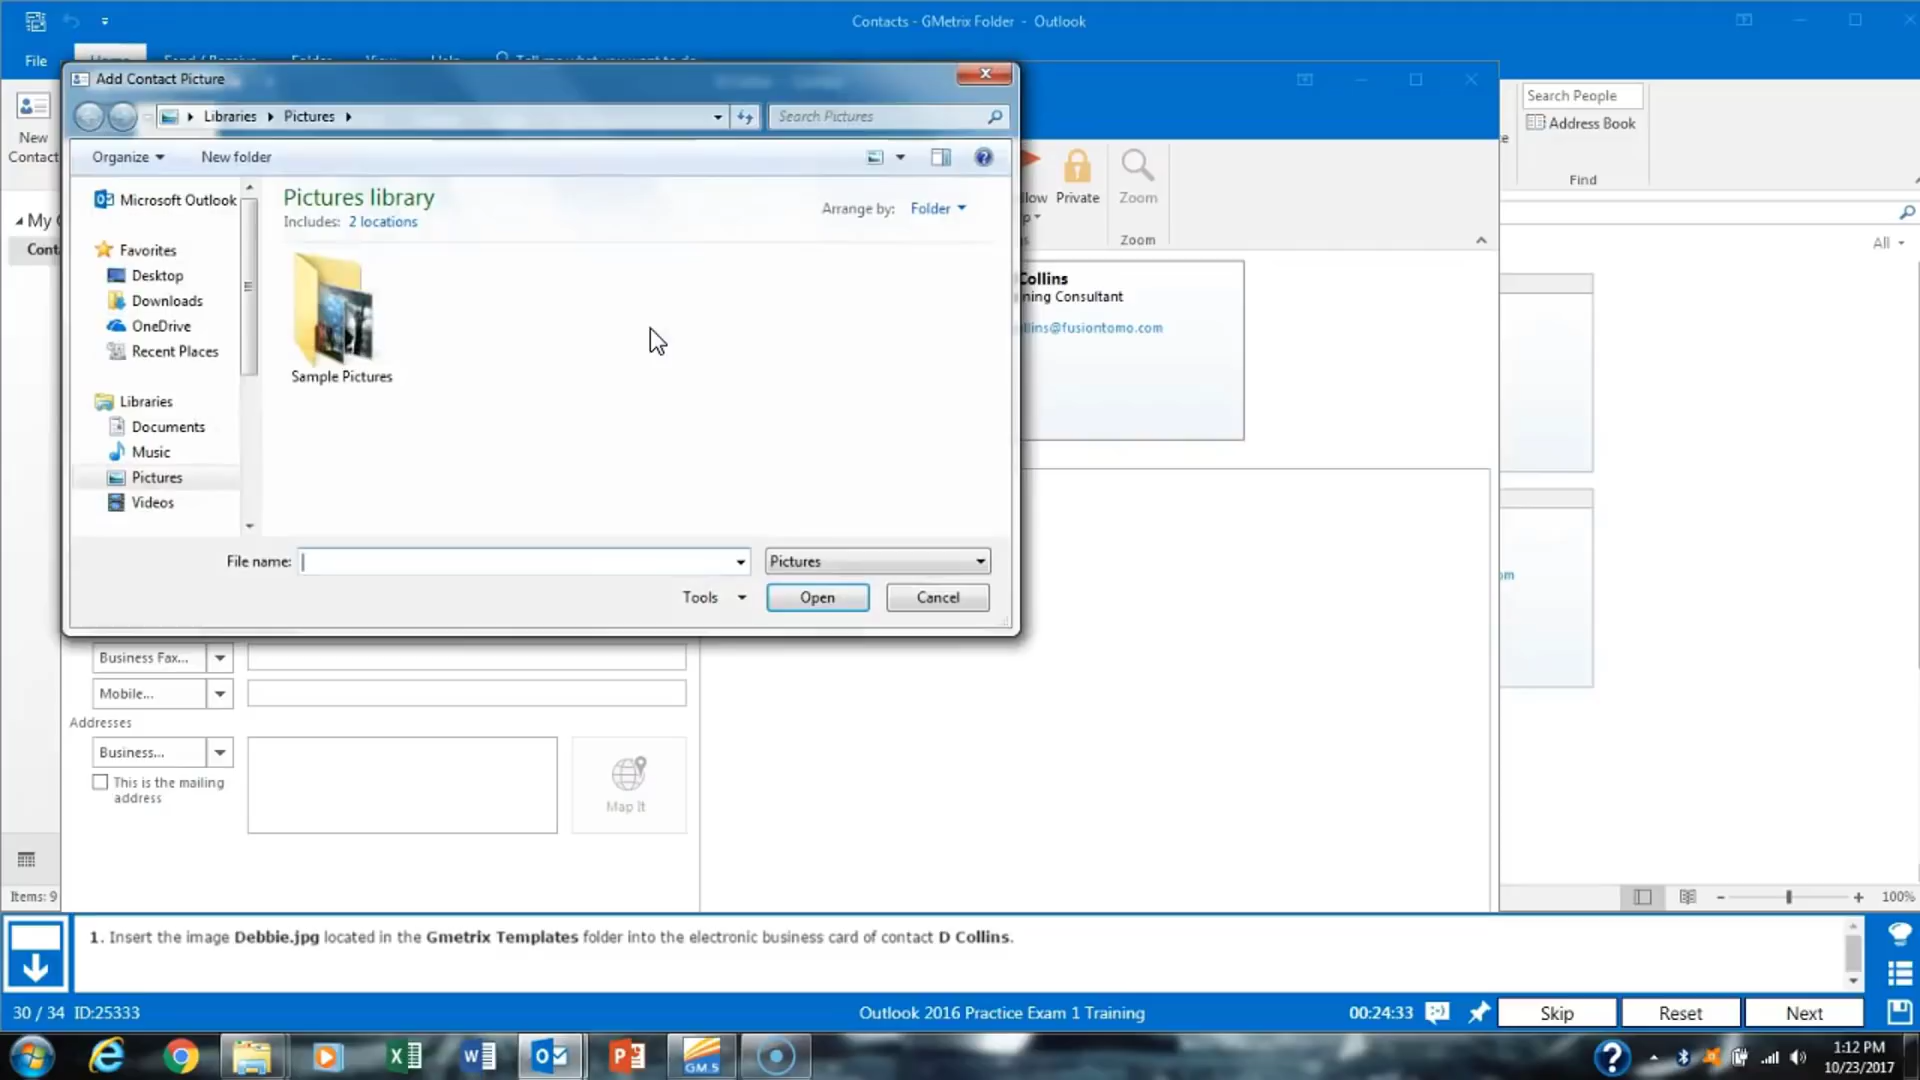 Contacts - GMetrix Folder - Outlook
File
Add Contact Picture
Libraries Pictures
Search Pictures
Organize
New folder
Microsoft Outlook
Favorites
Desktop
Downloads
OneDrive
Recent Places
Libraries
Documents
Music
Pictures
Videos
Pictures library
Includes: 2 locations
Arrange by: Folder
Sample Pictures
File name:
Pictures
Tools
Open
Cancel
New
Contact
My
Private
Zoom
Zoom
Search People
Address Book
Find
All
Collins
Consultant
@fusiontomo.com
Business Fax...
Mobile...
Addresses
Business...
This is the mailing
address
Map It
Items: 9
100%
1. Insert the image Debbie.jpg located in the Gmetrix Templates folder into the electronic business card of contact D Collins.
30 / 34 ID:25333
Outlook 2016 Practice Exam 1 Training
00:24:33
Skip
Reset
Next
GM.5
1:12 PM
10/23/2017